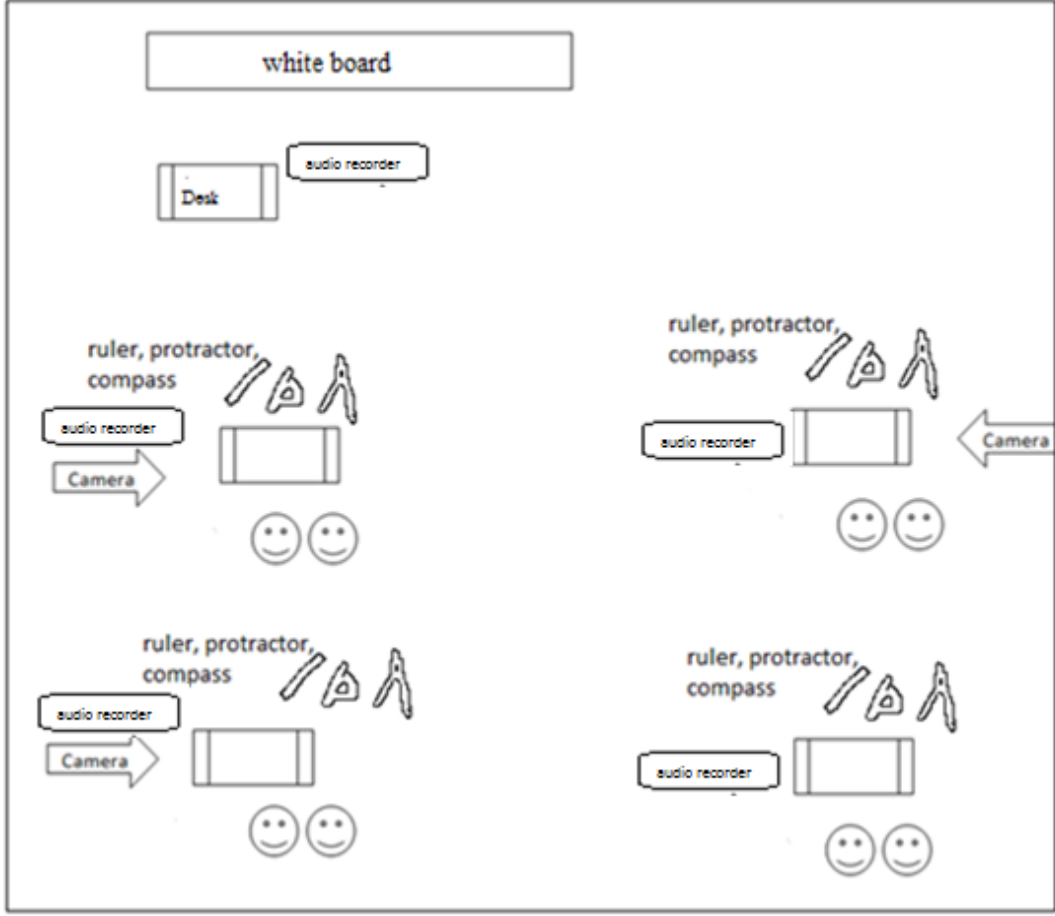 white board
audio recorder
Desk
ruler, protractor,
compass
audio recorder
Camera
ruler, protractor,
compass
audio recorder
Camera
ruler, protractor,
compass
audio recorder
Camera
ruler, protractor,
compass
audio recorder